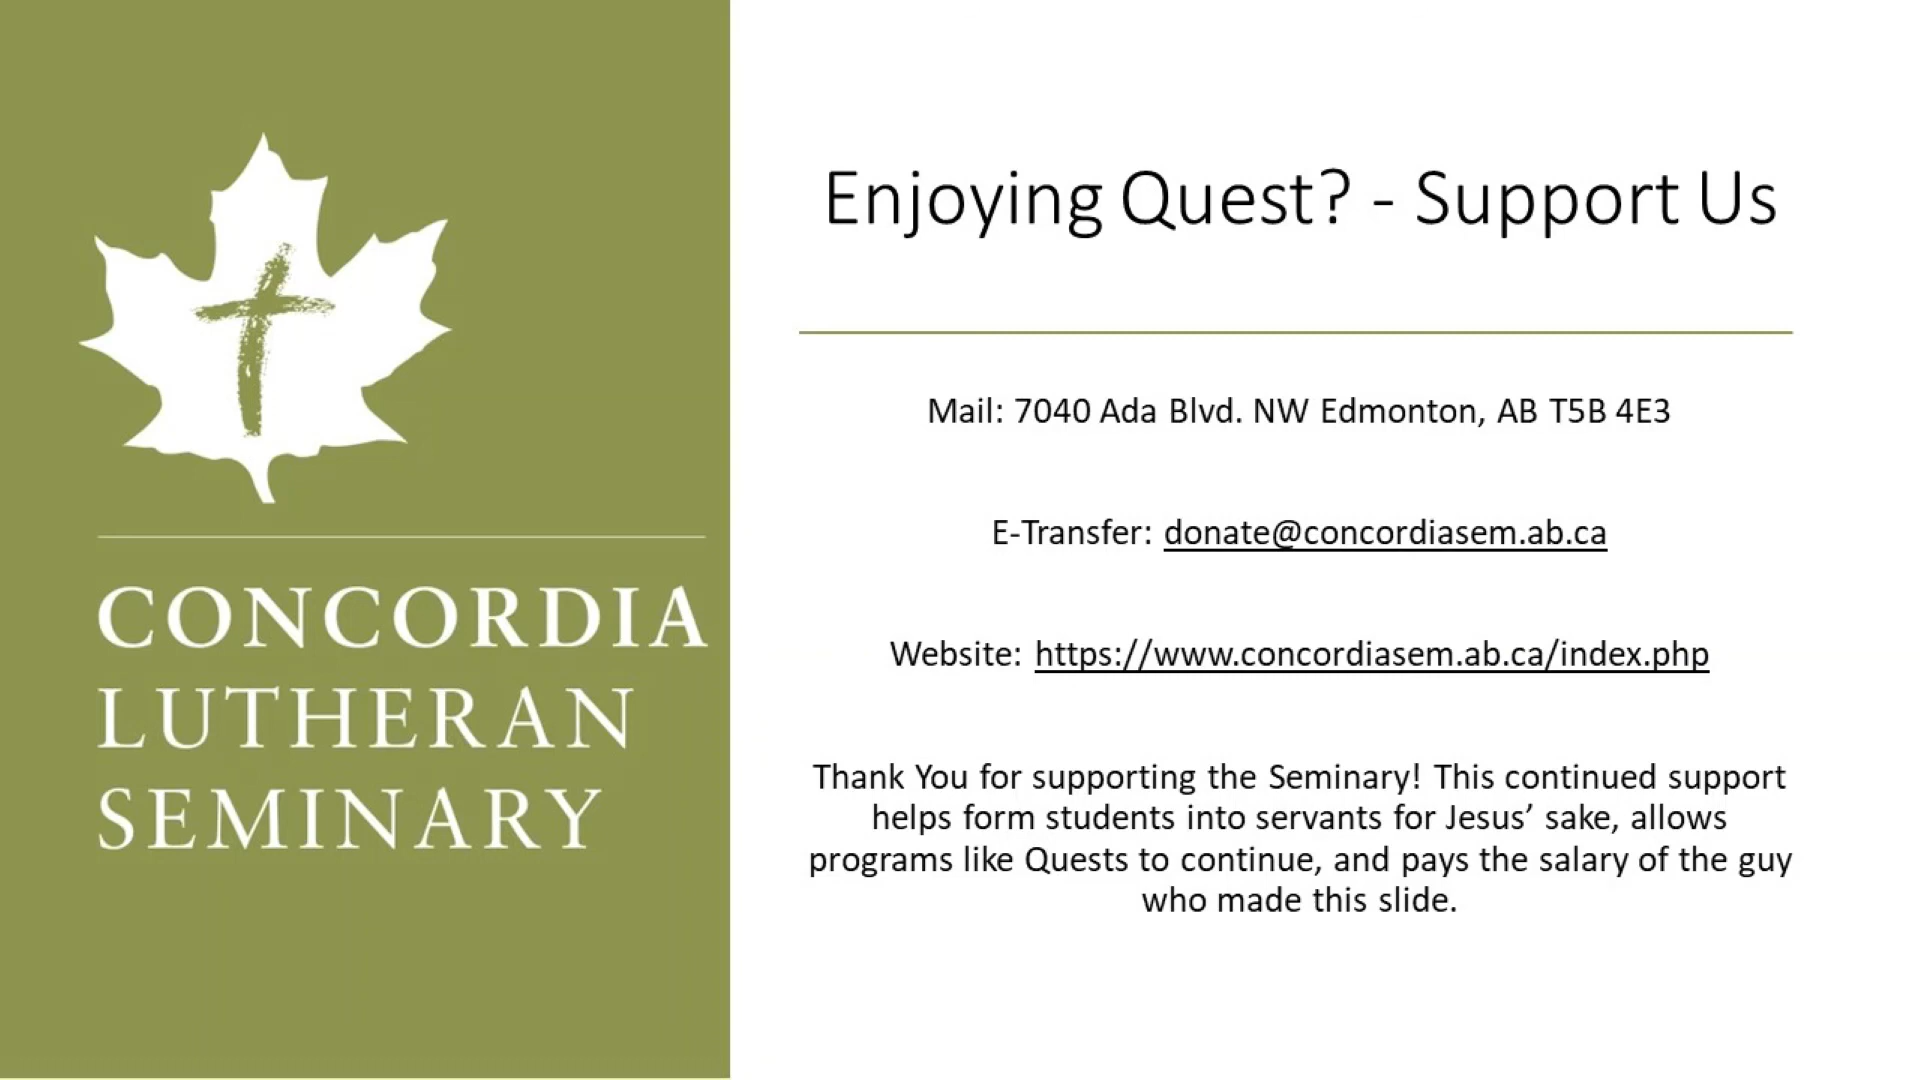 CONCORDIA
LUTHERAN
SEMINARY
Enjoying Quest? - Support Us
Mail: 7040 Ada Blvd. NW Edmonton, AB T5B 4E3
E-Transfer: donate@concordiasem.ab.ca
Website: https://www.concordiasem.ab.ca/index.php
Thank You for supporting the Seminary! This continued support
helps form students into servants for Jesus’ sake, allows
programs like Quests to continue, and pays the salary of the guy
who made this slide.